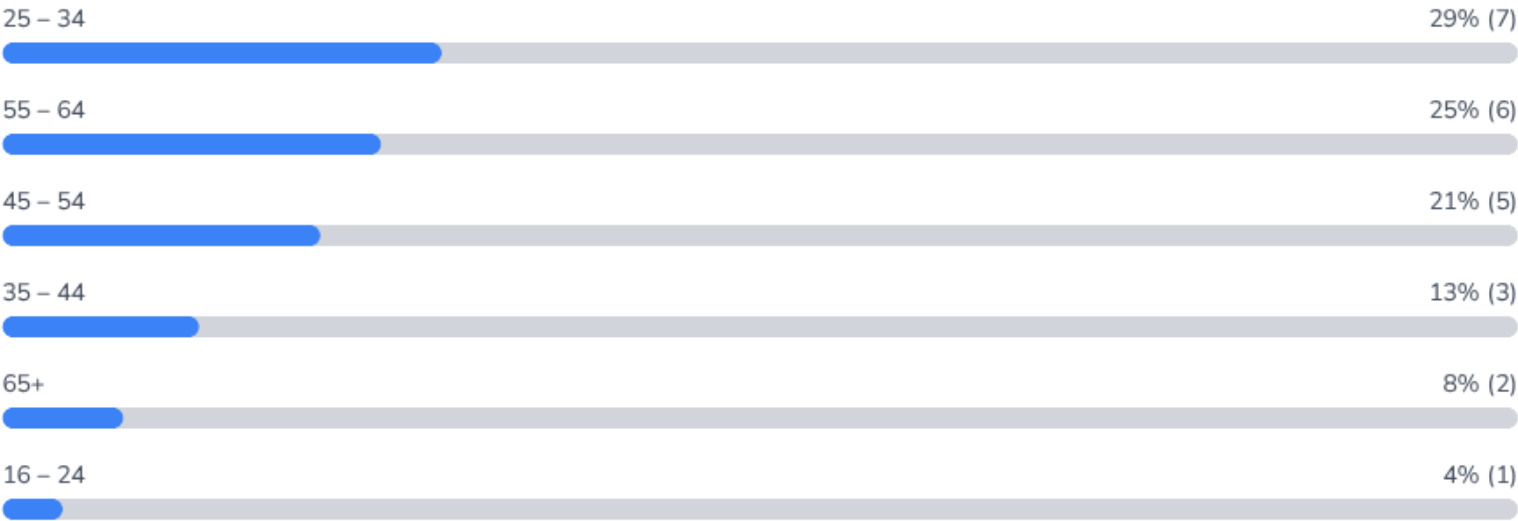 25 – 34 29% (7)
55 – 64 25% (6)
45 – 54 21% (5)
35 – 44 13% (3)
65+ 8% (2)
16 – 24 4% (1)